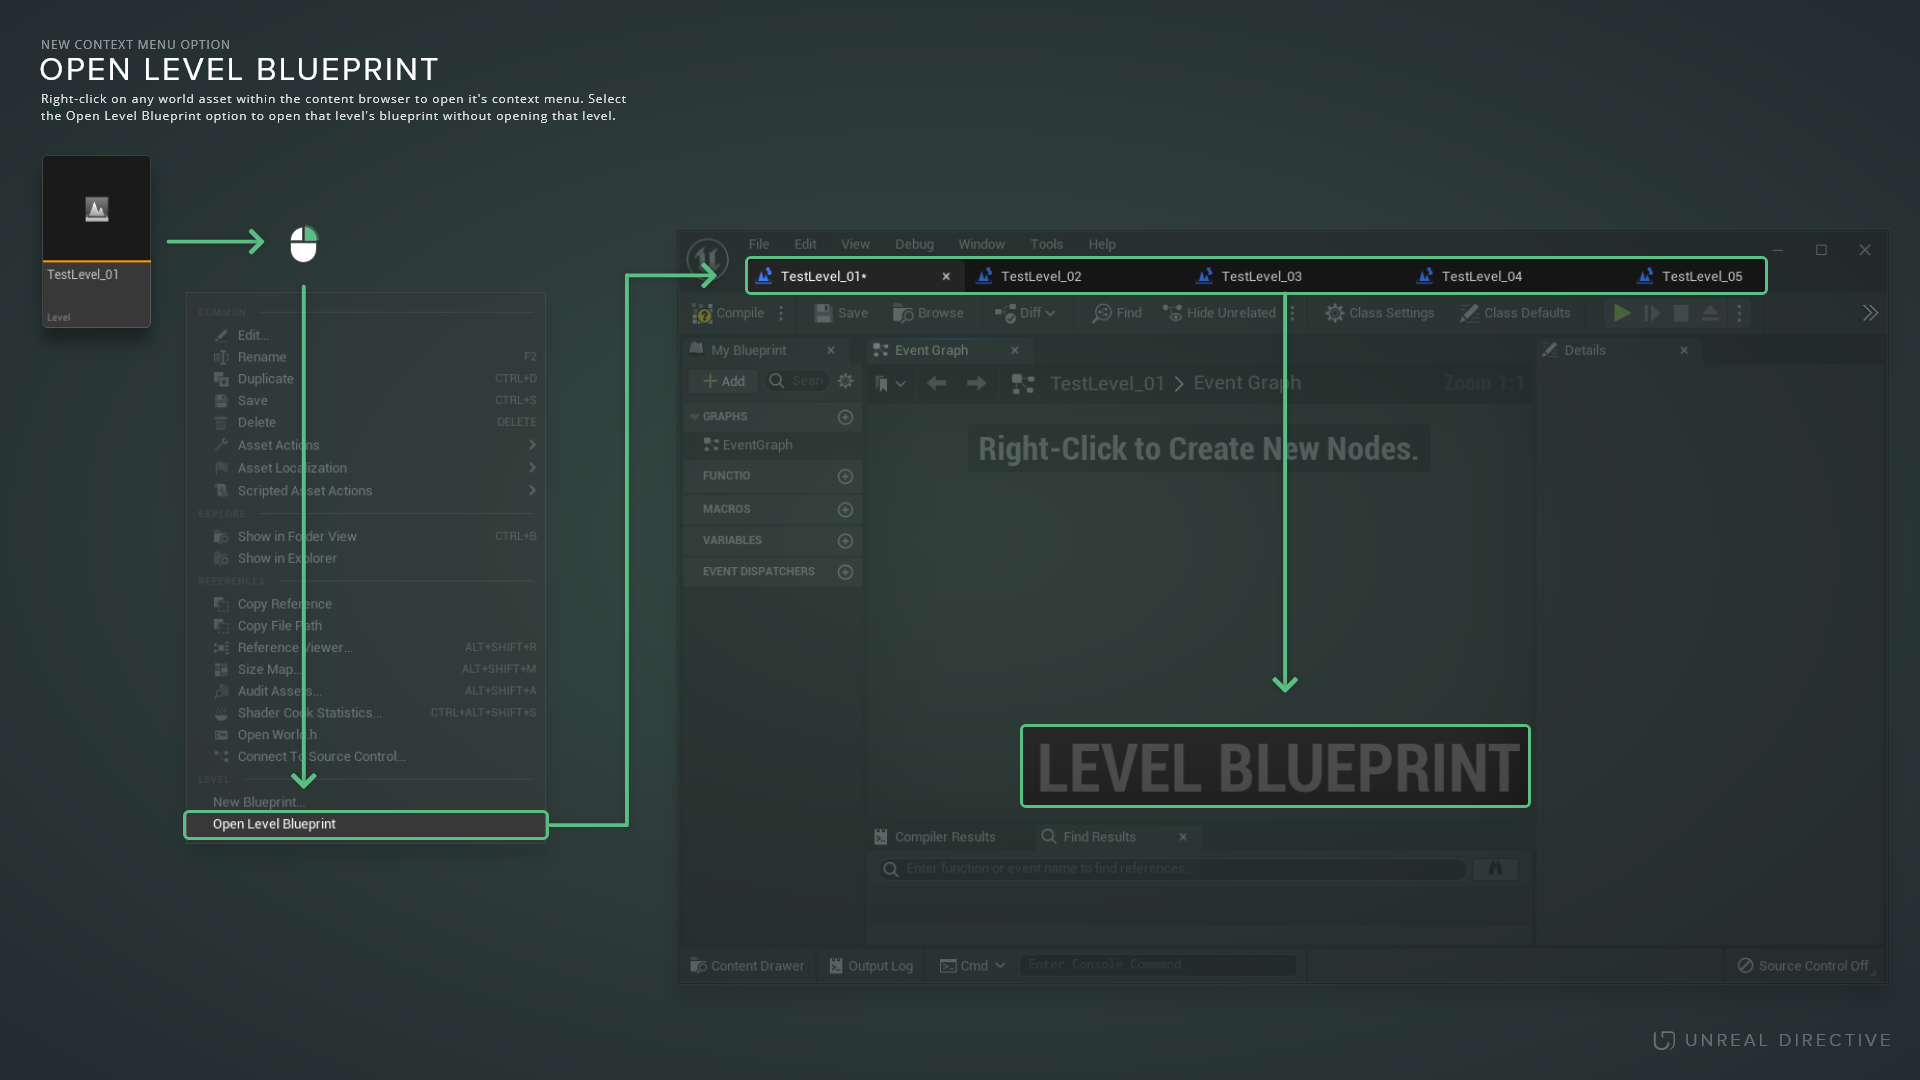 NEW CONTEXT MENU OPTION
OPEN LEVEL BLUEPRINT
Right-click on any world asset within the content browser to open it's context menu. Select
the Open Level Blueprint option to open that level's blueprint without opening that level.
TestLevel_01
Level
COMMON
Edit...
Rename F2
Duplicate CTRL+D
Save CTRL+S
Delete DELETE
Asset Actions
Asset Localization
Scripted Asset Actions
EXPLORE
Show in Folder View CTRL+B
Show in Explorer
REFERENCES
Copy Reference
Copy File Path
Reference Viewer... ALT+SHIFT+R
Size Map... ALT+SHIFT+M
Audit Assets... ALT+SHIFT+A
Shader Cook Statistics... CTRL+ALT+SHIFT+S
Open World.h
Connect To Source Control...
LEVEL
New Blueprint...
Open Level Blueprint
File Edit View Debug Window Tools Help
TestLevel_01* TestLevel_02 TestLevel_03 TestLevel_04 TestLevel_05
Compile Save Browse Diff Find Hide Unrelated Class Settings Class Defaults
My Blueprint Event Graph Details
Add Sear TestLevel_01 > Event Graph Zoom 1:1
GRAPHS
EventGraph
FUNCTIO
MACROS
VARIABLES
EVENT DISPATCHERS
Right-Click to Create New Nodes.
LEVEL BLUEPRINT
Compiler Results Find Results
Enter function or event name to find references...
Content Drawer Output Log Cmd Enter Console Command Source Control Off
UNREAL DIRECTIVE